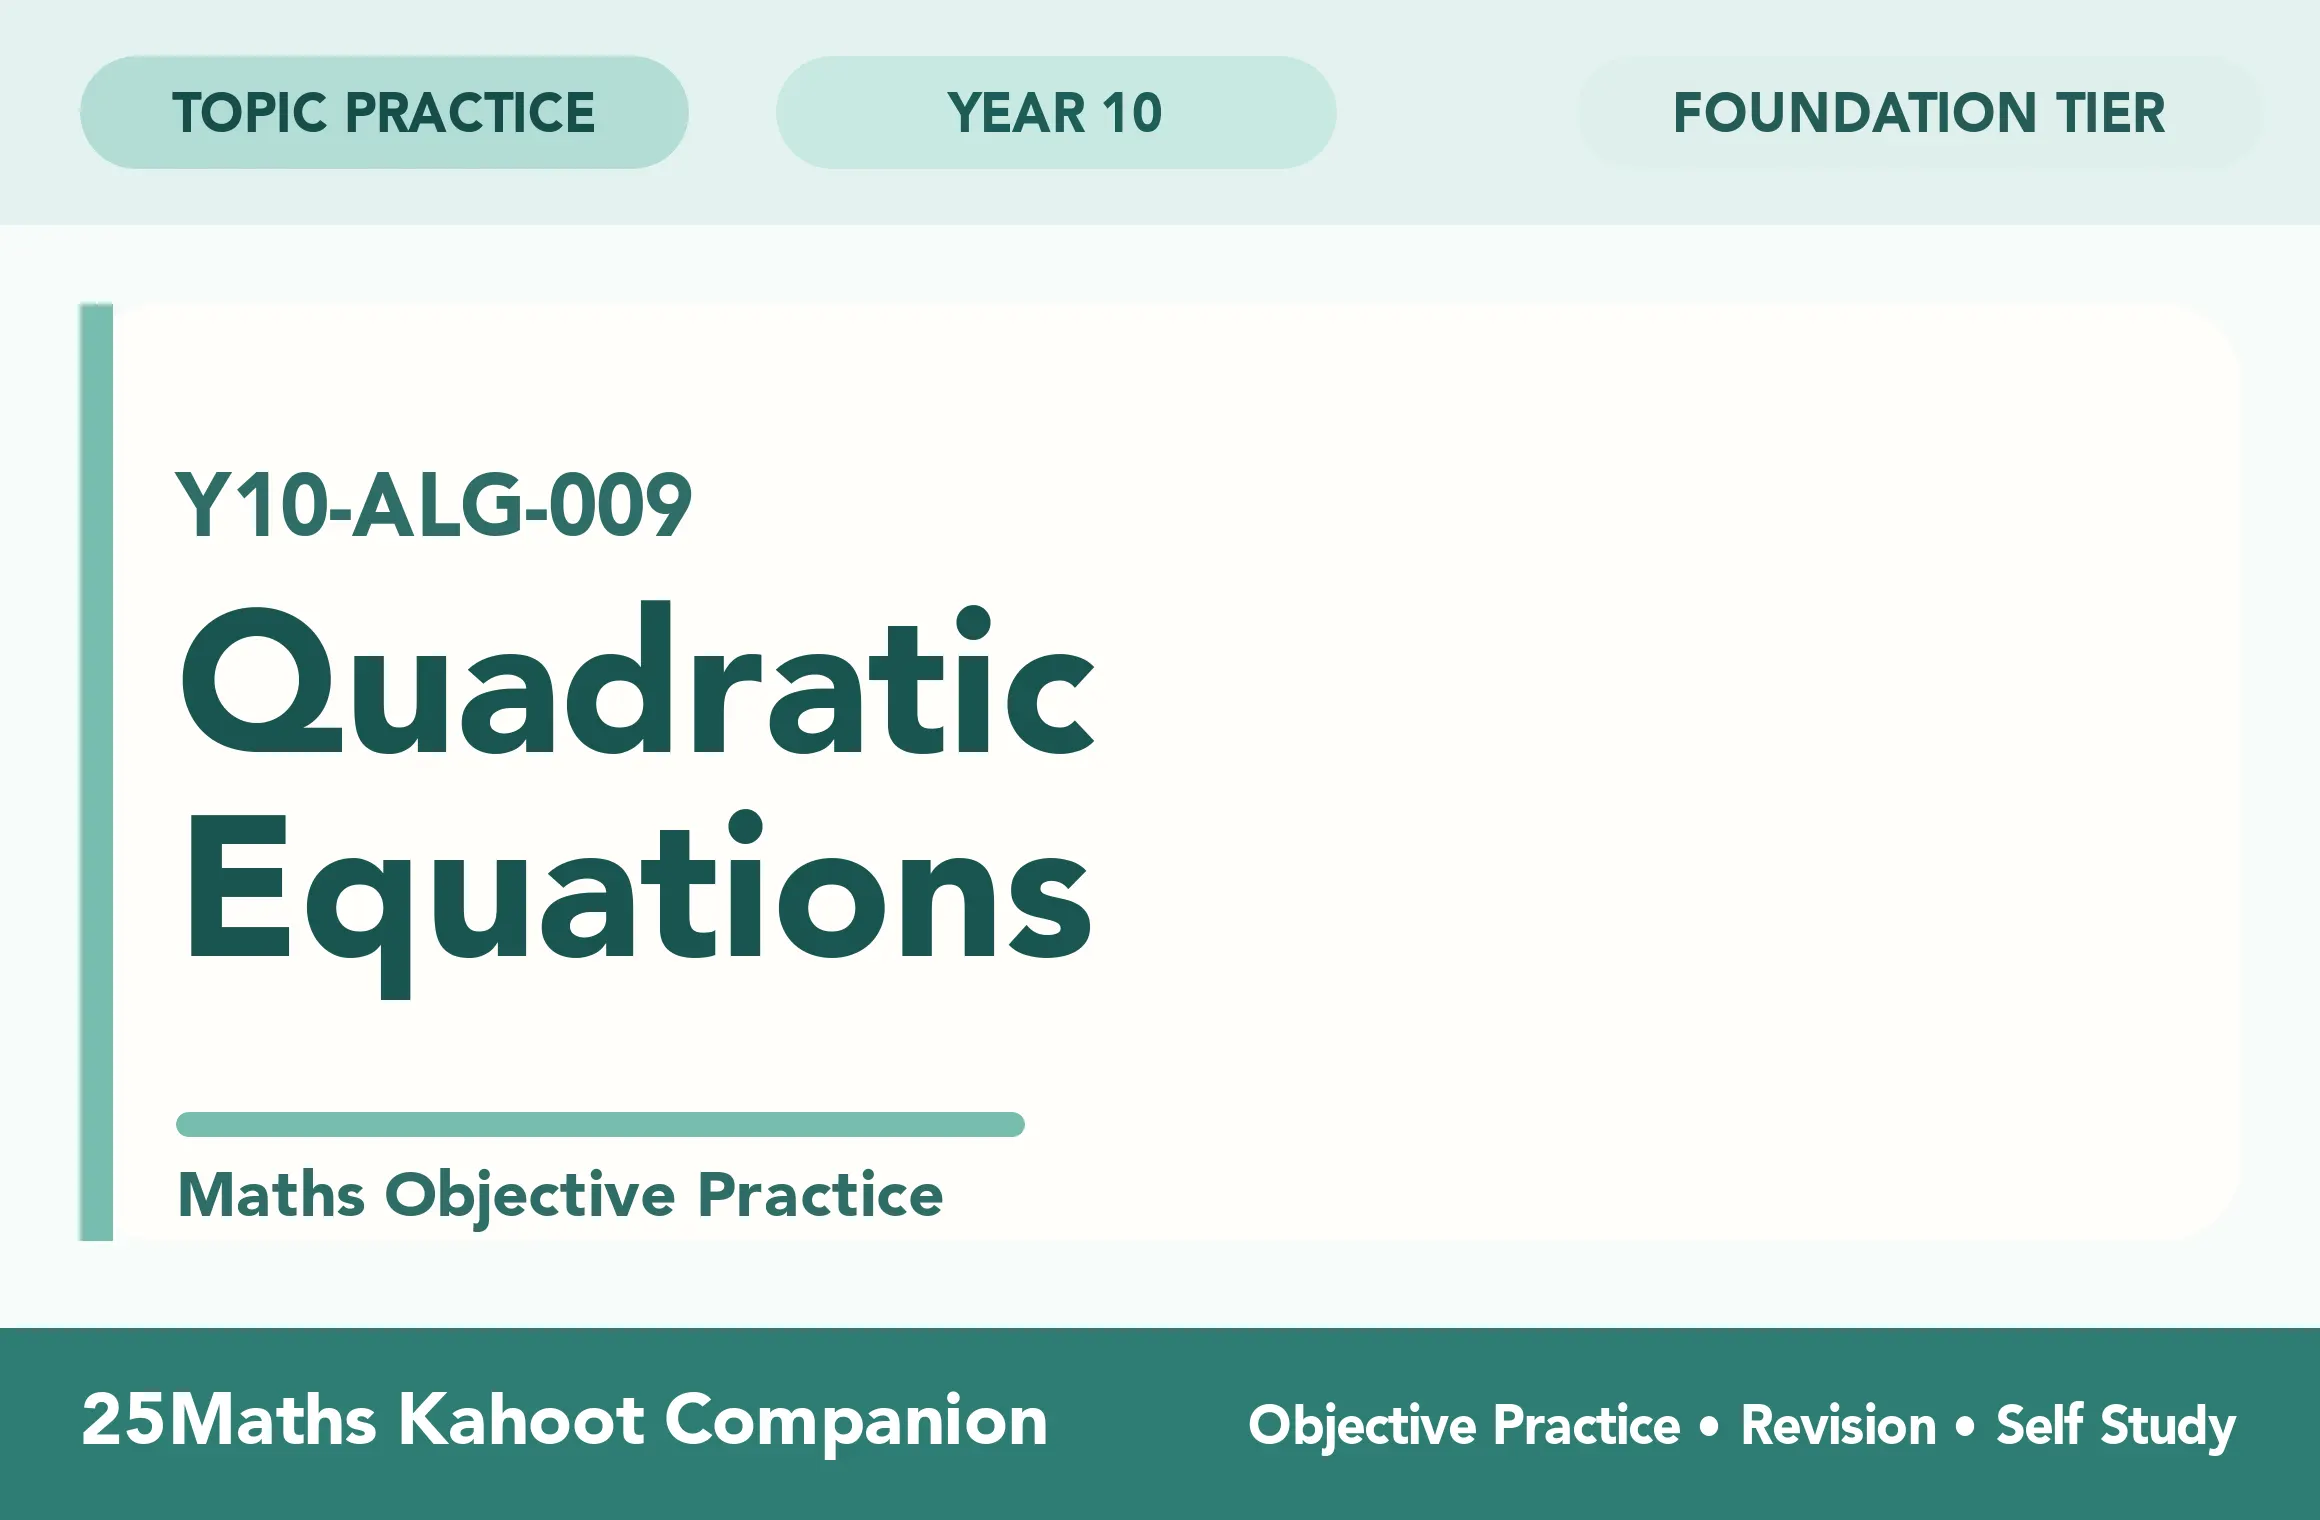 TOPIC PRACTICE
YEAR 10
FOUNDATION TIER
Y10-ALG-009
Quadratic
Equations
Maths Objective Practice
25Maths Kahoot Companion
Objective Practice • Revision • Self Study